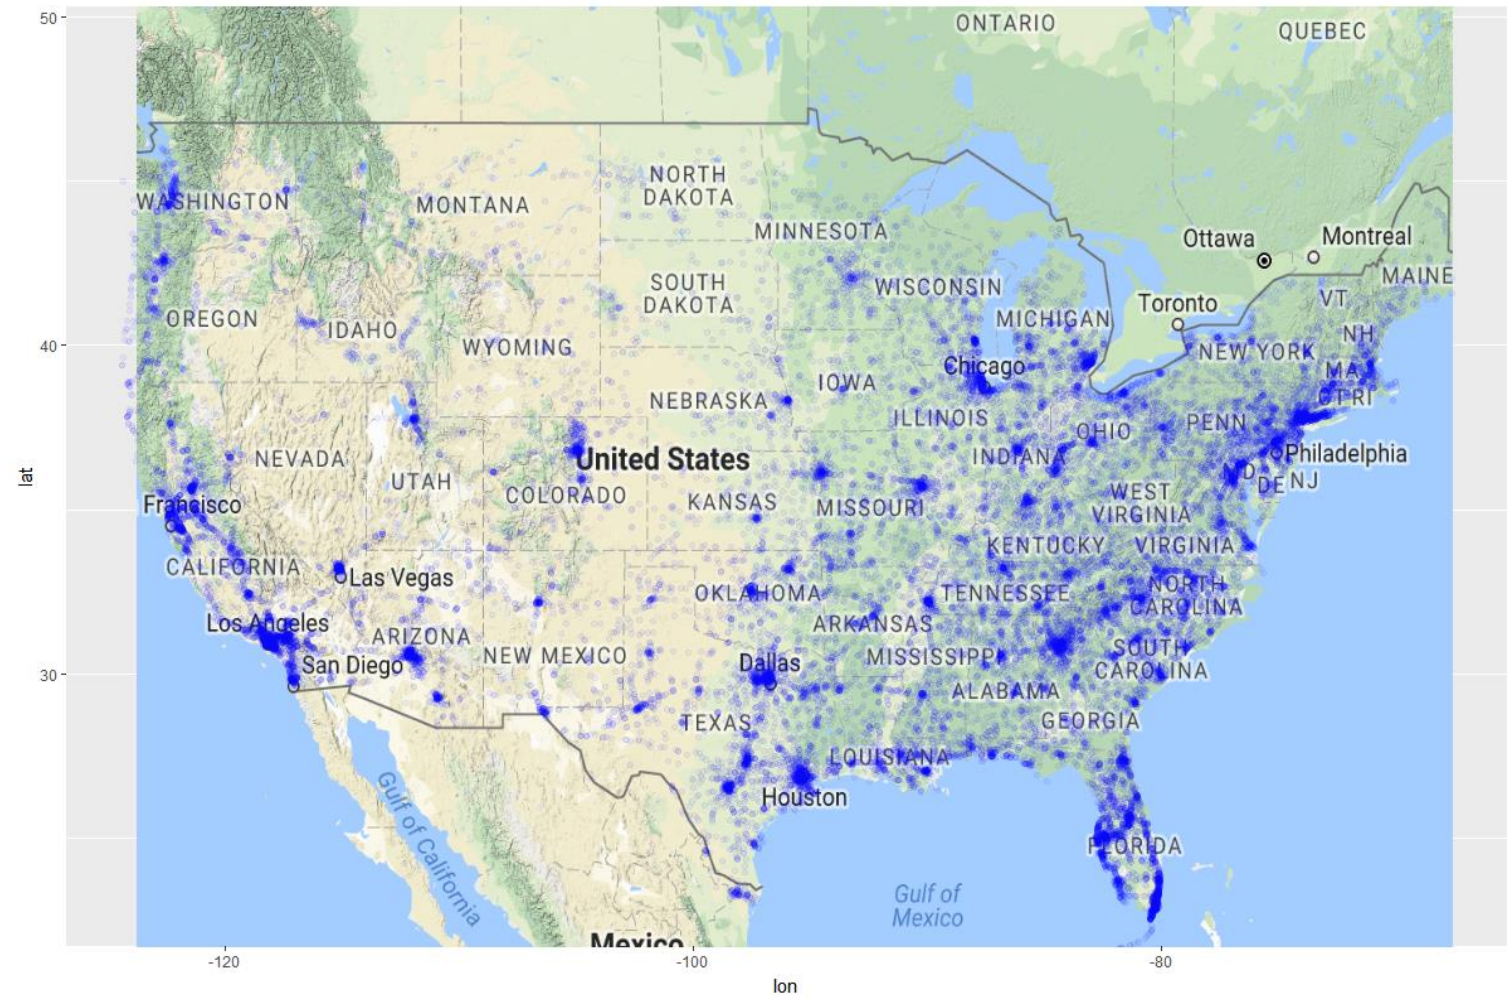 50
ONTARIO
QUEBEC
WASHINGTON
MONTANA
NORTH
DAKOTA
MINNESOTA
Ottawa
Montreal
SOUTH
DAKOTA
WISCONSIN
MAINE
VT
OREGON
IDAHO
WYOMING
MICHIGAN
Toronto
NH
40
NEW YORK
Chicago
MA
CT RI
NEBRASKA
IOWA
ILLINOIS
OHIO
PENN
NEVADA
United States
INDIANA
Philadelphia
MD
DE
NJ
UTAH
COLORADO
KANSAS
MISSOURI
WEST
VIRGINIA
Francisco
lat
KENTUCKY
VIRGINIA
CALIFORNIA
Las Vegas
OKLAHOMA
TENNESSEE
NORTH
CAROLINA
Los Angeles
ARIZONA
NEW MEXICO
ARKANSAS
MISSISSIPPI
SOUTH
CAROLINA
San Diego
Dallas
30
ALABAMA
GEORGIA
TEXAS
LOUISIANA
Houston
Gulf of California
FLORIDA
Gulf of
Mexico
Mexico
-120
-100
-80
lon